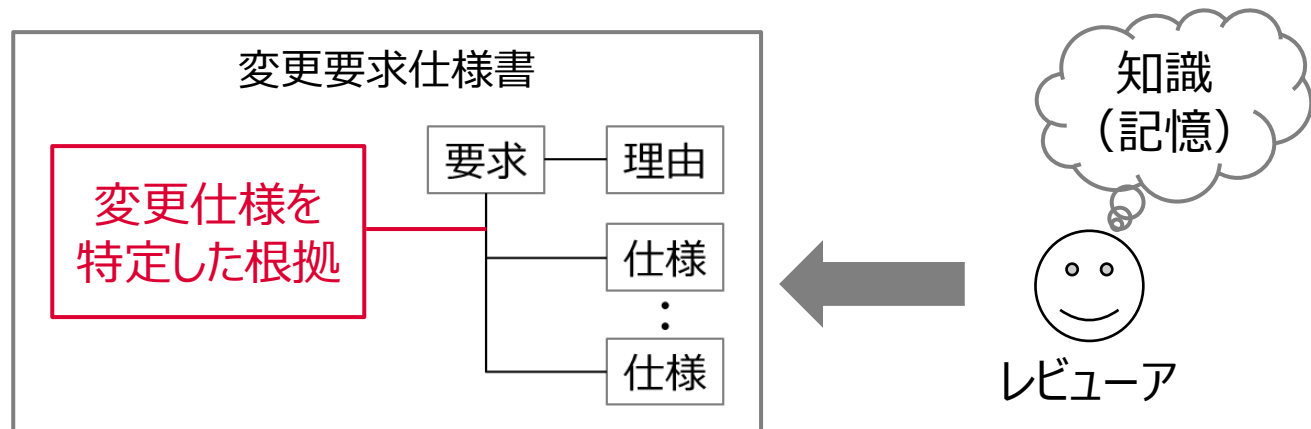 変更要求仕様書
変更仕様を
特定した根拠
要求
理由
仕様
：
仕様
知識
（記憶）
レビューア